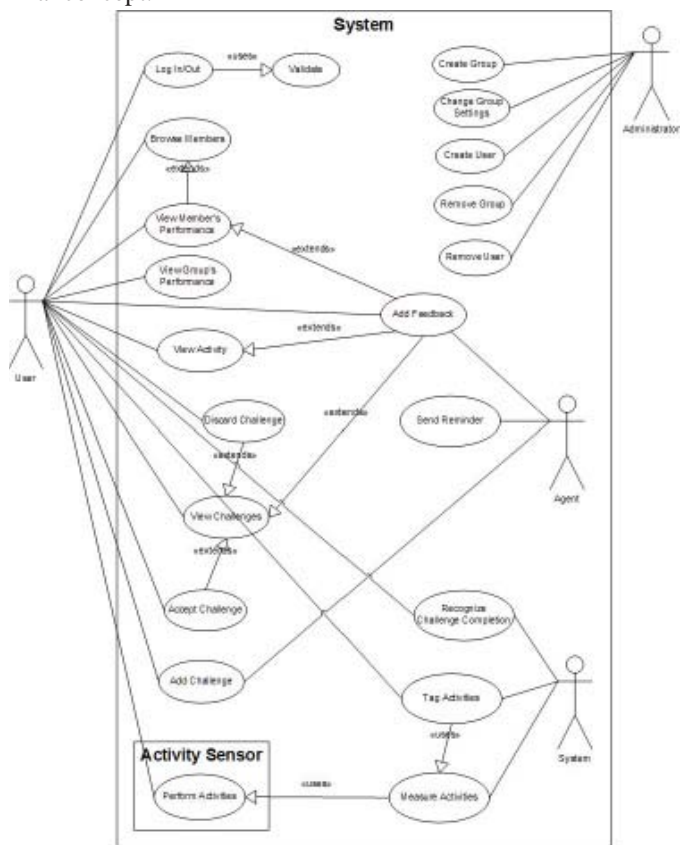 System
«uses»
Log In/Out
Validate
Create Group
Change Group
Settings
Administrator
Browse Members
«extends»
Create User
View Member's
Performance
Remove Group
«extends»
Remove User
View Group's
Performance
Add Feedback
«extends»
View Activity
User
«extends»
Discard Challenge
Send Reminder
«extends»
Agent
View Challenges
«extends»
Accept Challenge
Recognize
Challenge Completion
Add Challenge
Tag Activities
«uses»
System
Activity Sensor
Perform Activities
«uses»
Measure Activities